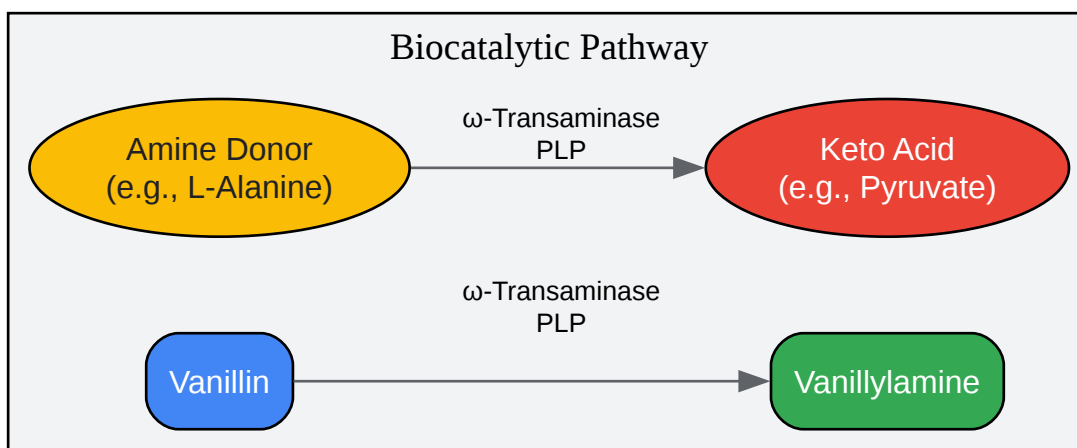 Biocatalytic Pathway
ω-Transaminase
PLP
Amine Donor
(e.g., L-Alanine)
Keto Acid
(e.g., Pyruvate)
ω-Transaminase
PLP
Vanillin
Vanillylamine